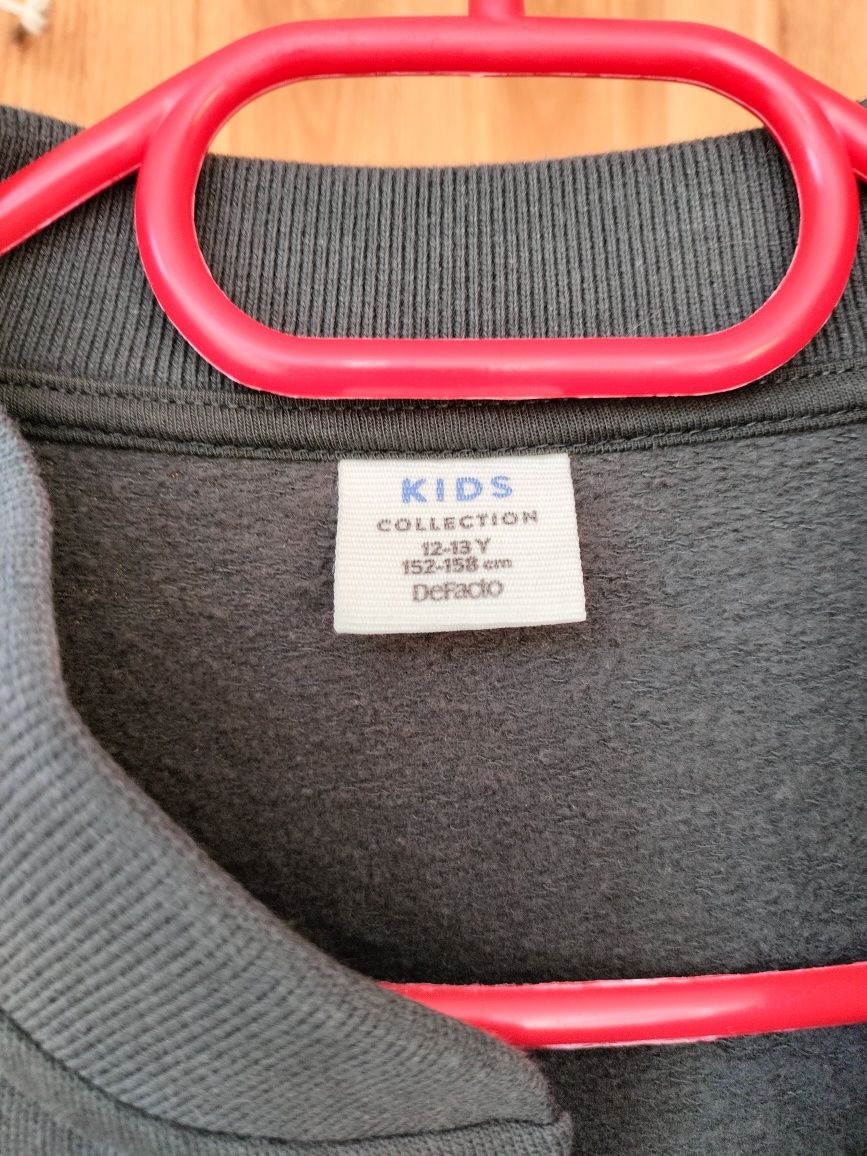 KIDS
COLLECTION
12-13 Y
152-158 cm
DeFacto